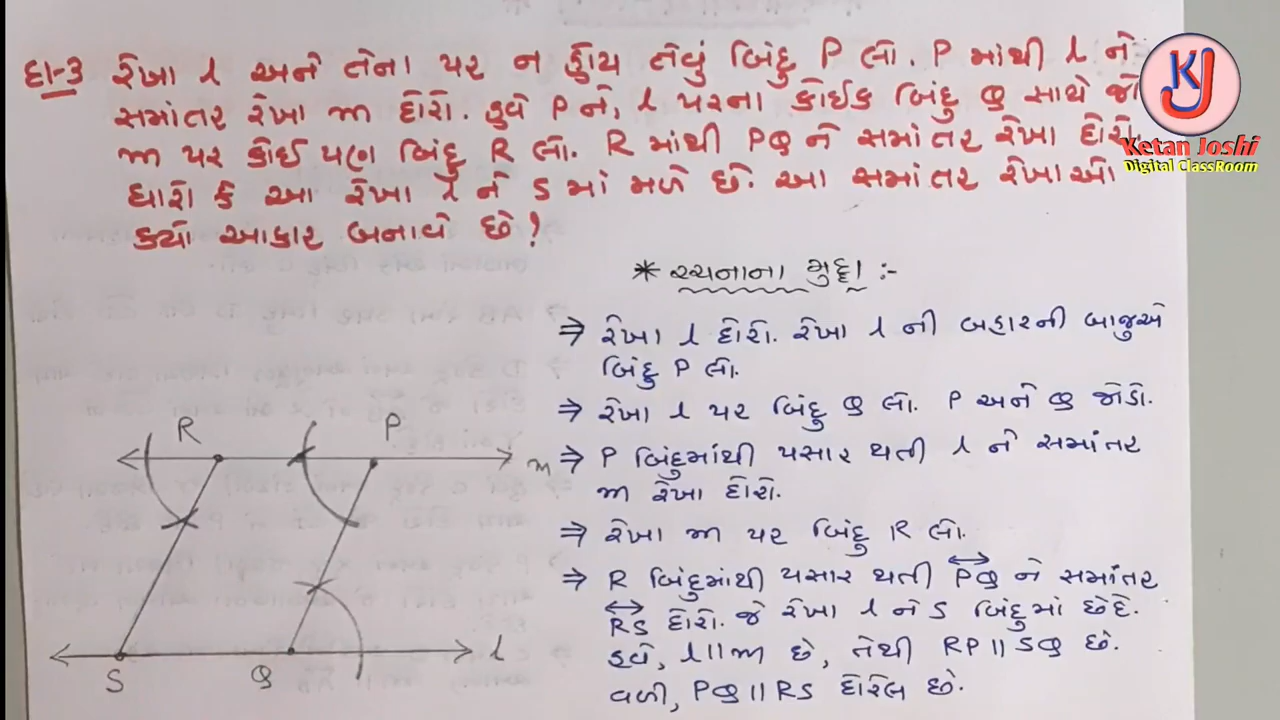 દા-3 રેખા l અને તેના પર ન હોય તેવું બિંદુ P લો. P માંથી l ને
સમાંતર રેખા m દોરો. હવે P ને, l પરના કોઈક બિંદુ Q સાથે જો
m પર કોઈ પણ બિંદુ R લો. R માંથી PQ ને સમાંતર રેખા દોરો.
ધારો કે આ રેખા l ને S માં મળે છે. આ સમાંતર રેખાઓ
ક્યો આકાર બનાવે છે?
KJ
Ketan Joshi
Digital ClassRoom
* રચનાના મુદ્દા :-
⇒ રેખા l દોરો. રેખા l ની બહારની બાજુએ
બિંદુ P લો.
⇒ રેખા l પર બિંદુ Q લો. P અને Q જોડો.
⇒ P બિંદુમાંથી પસાર થતી l ને સમાંતર
m રેખા દોરો.
⇒ રેખા m પર બિંદુ R લો.
⇒ R બિંદુમાંથી પસાર થતી PQ ને સમાંતર
RS દોરો. જે રેખા l ને S બિંદુમાં છેદે.
હવે, l || m છે, તેથી RP || SQ છે.
વળી, PQ || RS દોરેલ છે.
R P
m
S Q l